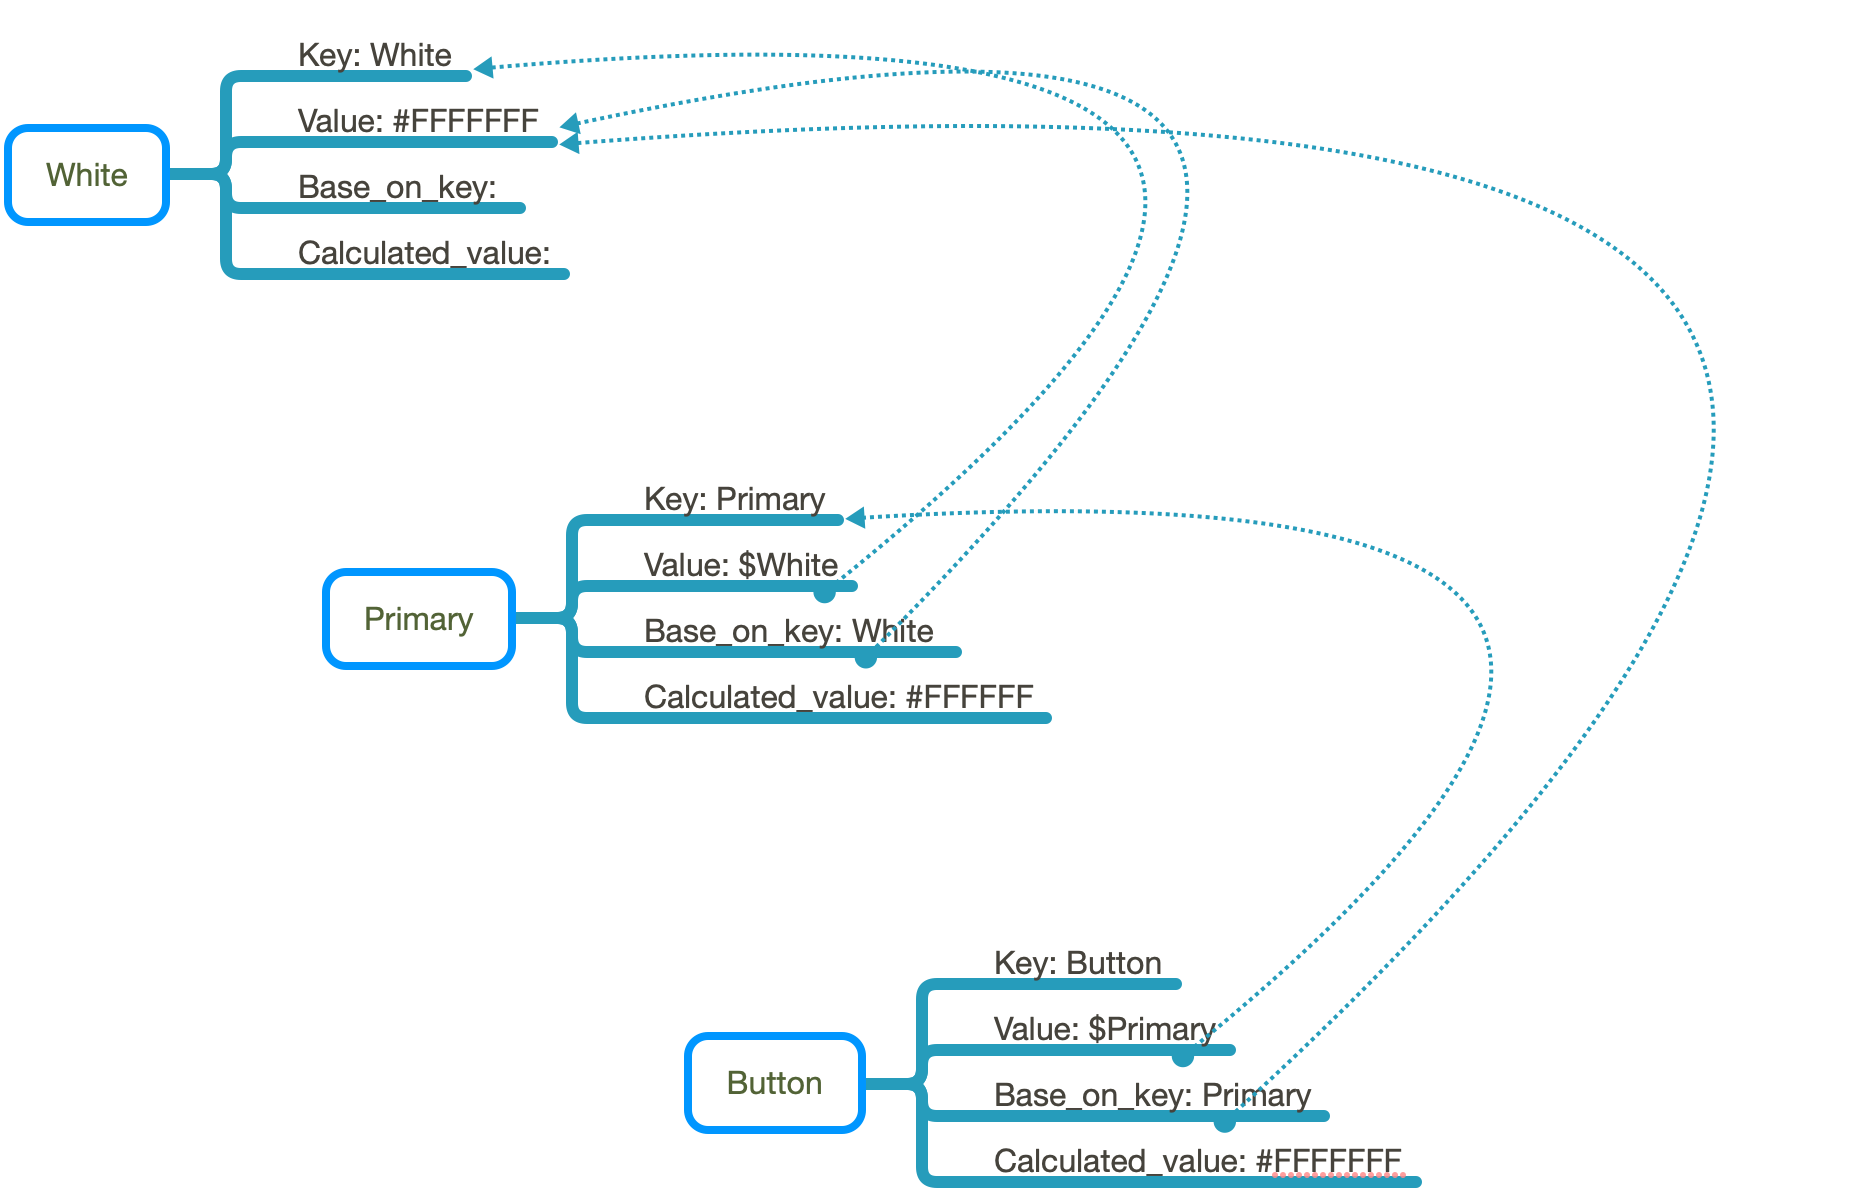 Key: White
Value: #FFFFFFF
White
Base_on_key:
Calculated_value:
Key: Primary
Value: $White
Primary
Base_on_key: White
Calculated_value: #FFFFFF
Key: Button
Value: $Primary
Button
Base_on_key: Primary
Calculated_value: #FFFFFFF